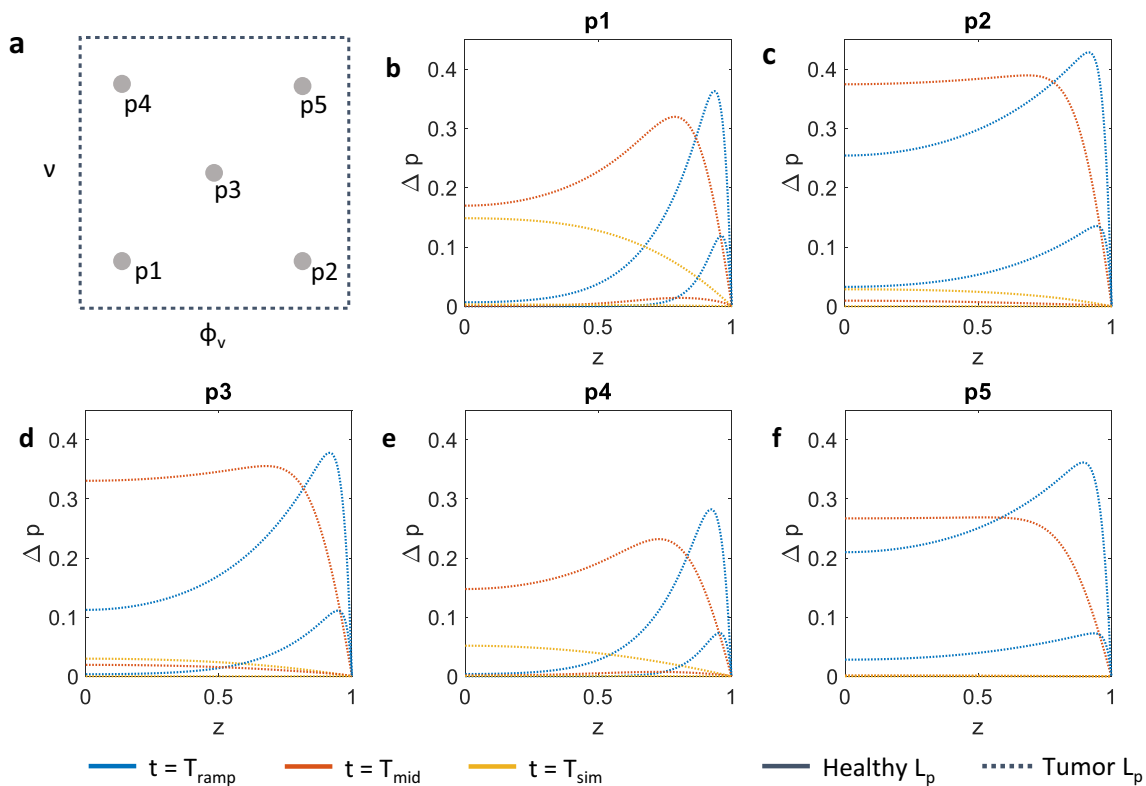 a
p4
p5
ν
p3
p1
p2
ϕv
p1
b
0.4
0.3
0.2
0.1
0
Δ p
0
0.5
1
z
p2
c
0.4
0.3
0.2
0.1
0
Δ p
0
0.5
1
z
p3
d
0.4
0.3
0.2
0.1
0
Δ p
0
0.5
1
z
p4
e
0.4
0.3
0.2
0.1
0
Δ p
0
0.5
1
z
p5
f
0.4
0.3
0.2
0.1
0
Δ p
0
0.5
1
z
t = Tramp
t = Tmid
t = Tsim
Healthy Lp
Tumor Lp